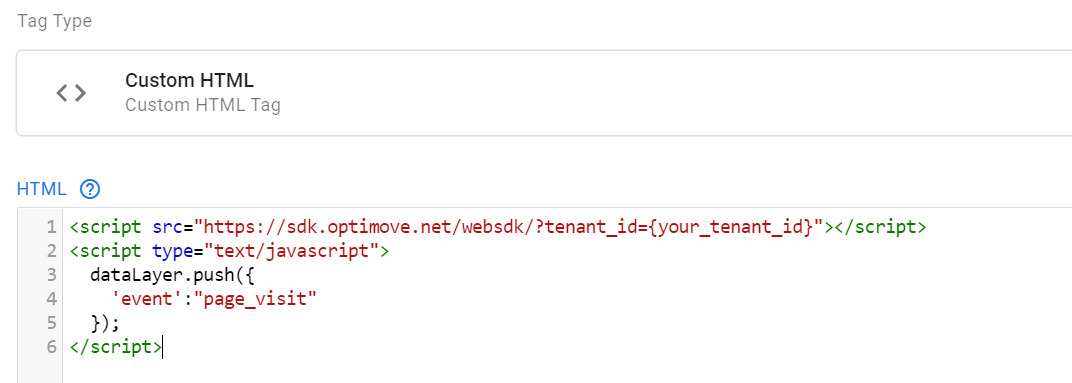 Tag Type
Custom HTML
Custom HTML Tag
HTML ?
1 <script src="https://sdk.optimove.net/websdk/?tenant_id={your_tenant_id}"></script>
2 <script type="text/javascript">
3   dataLayer.push({
4     'event':"page_visit"
5   });
6 </script>